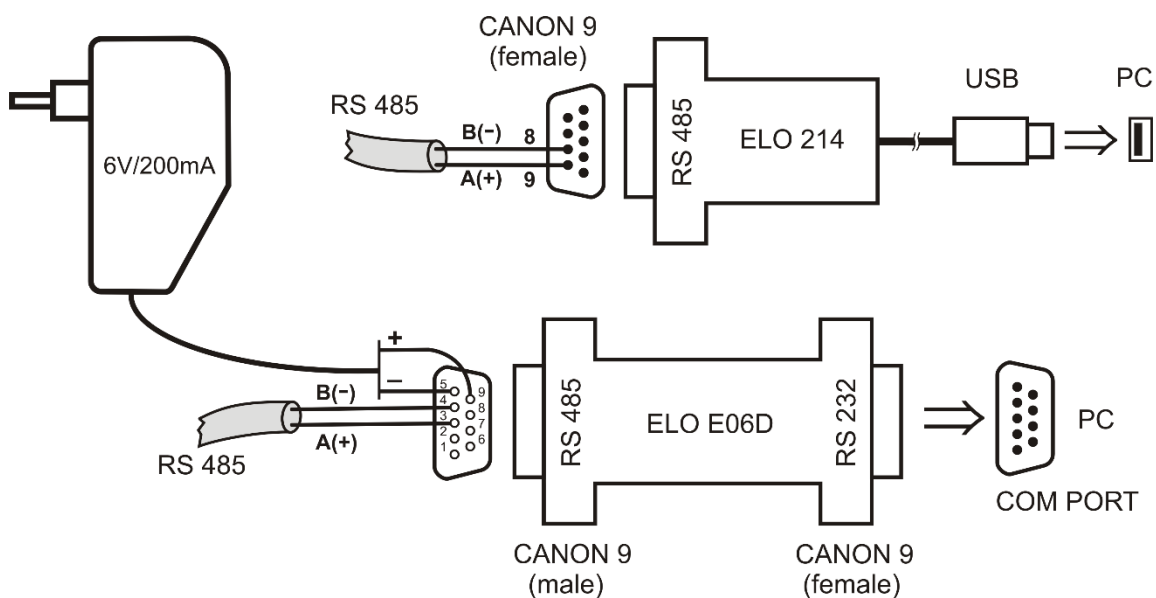 CANON 9
(female)
RS 485
B(-) 8
A(+) 9
RS 485
ELO 214
USB
PC
6V/200mA
+
−
B(-)
A(+)
RS 485
5
4
3
2
1
9
8
7
6
RS 485
ELO E06D
RS 232
PC
COM PORT
CANON 9
(male)
CANON 9
(female)